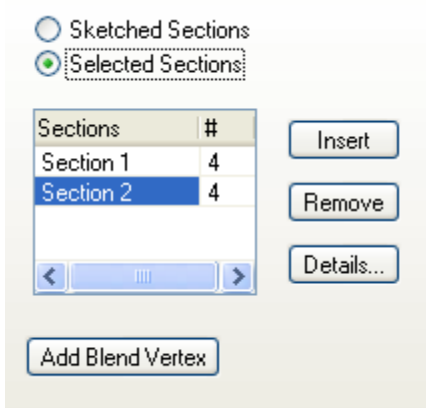 Sketched Sections
Selected Sections
Sections #
Section 1 4
Section 2 4
Insert
Remove
Details...
Add Blend Vertex